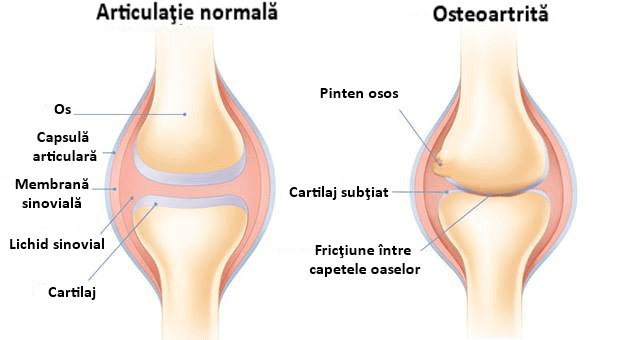 Articulaţie normală
Os
Capsulă
articulară
Membrană
sinovială
Lichid sinovial
Cartilaj
Osteoartrită
Pinten osos
Cartilaj subţiat
Fricţiune între
capetele oaselor